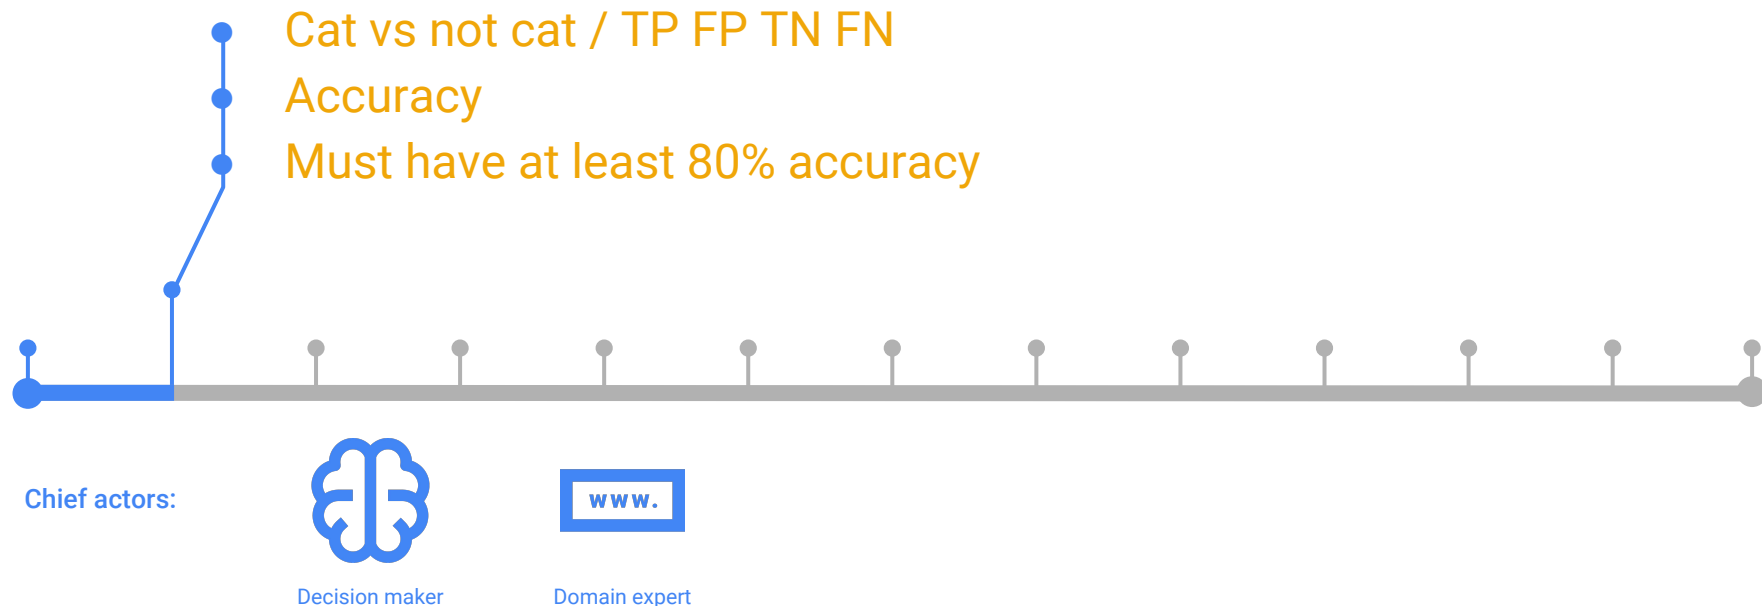 Cat vs not cat / TP FP TN FN
Accuracy
Must have at least 80% accuracy
Chief actors:
www.
Decision maker
Domain expert